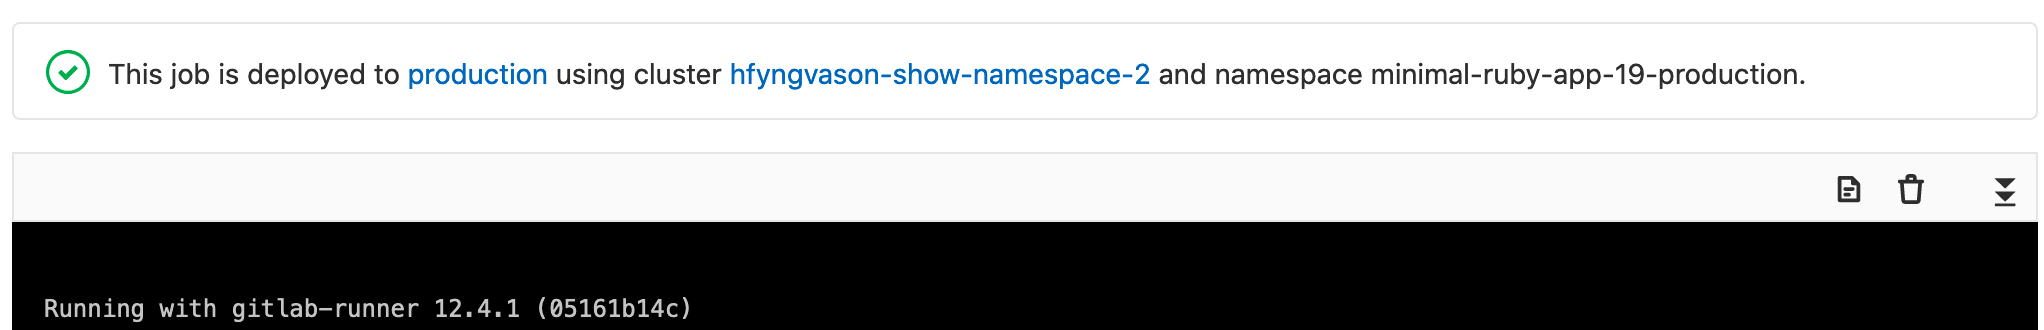 This job is deployed to production using cluster hfyngvason-show-namespace-2 and namespace minimal-ruby-app-19-production.
Running with gitlab-runner 12.4.1 (05161b14c)